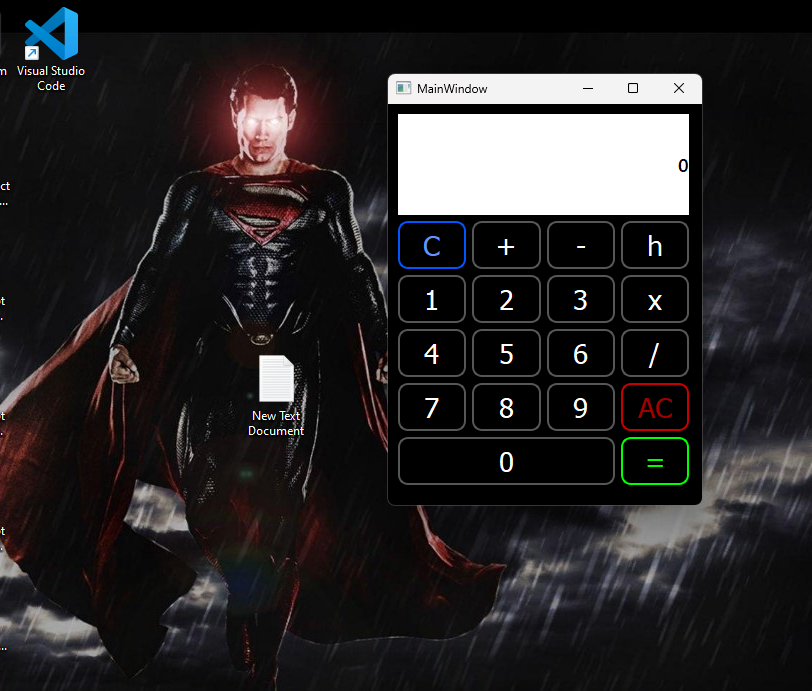 m
Visual Studio
Code
ct
...
t
.
New Text
Document
t
.
t
.
...
MainWindow
0
C + - h
1 2 3 x
4 5 6 /
7 8 9 AC
0 =